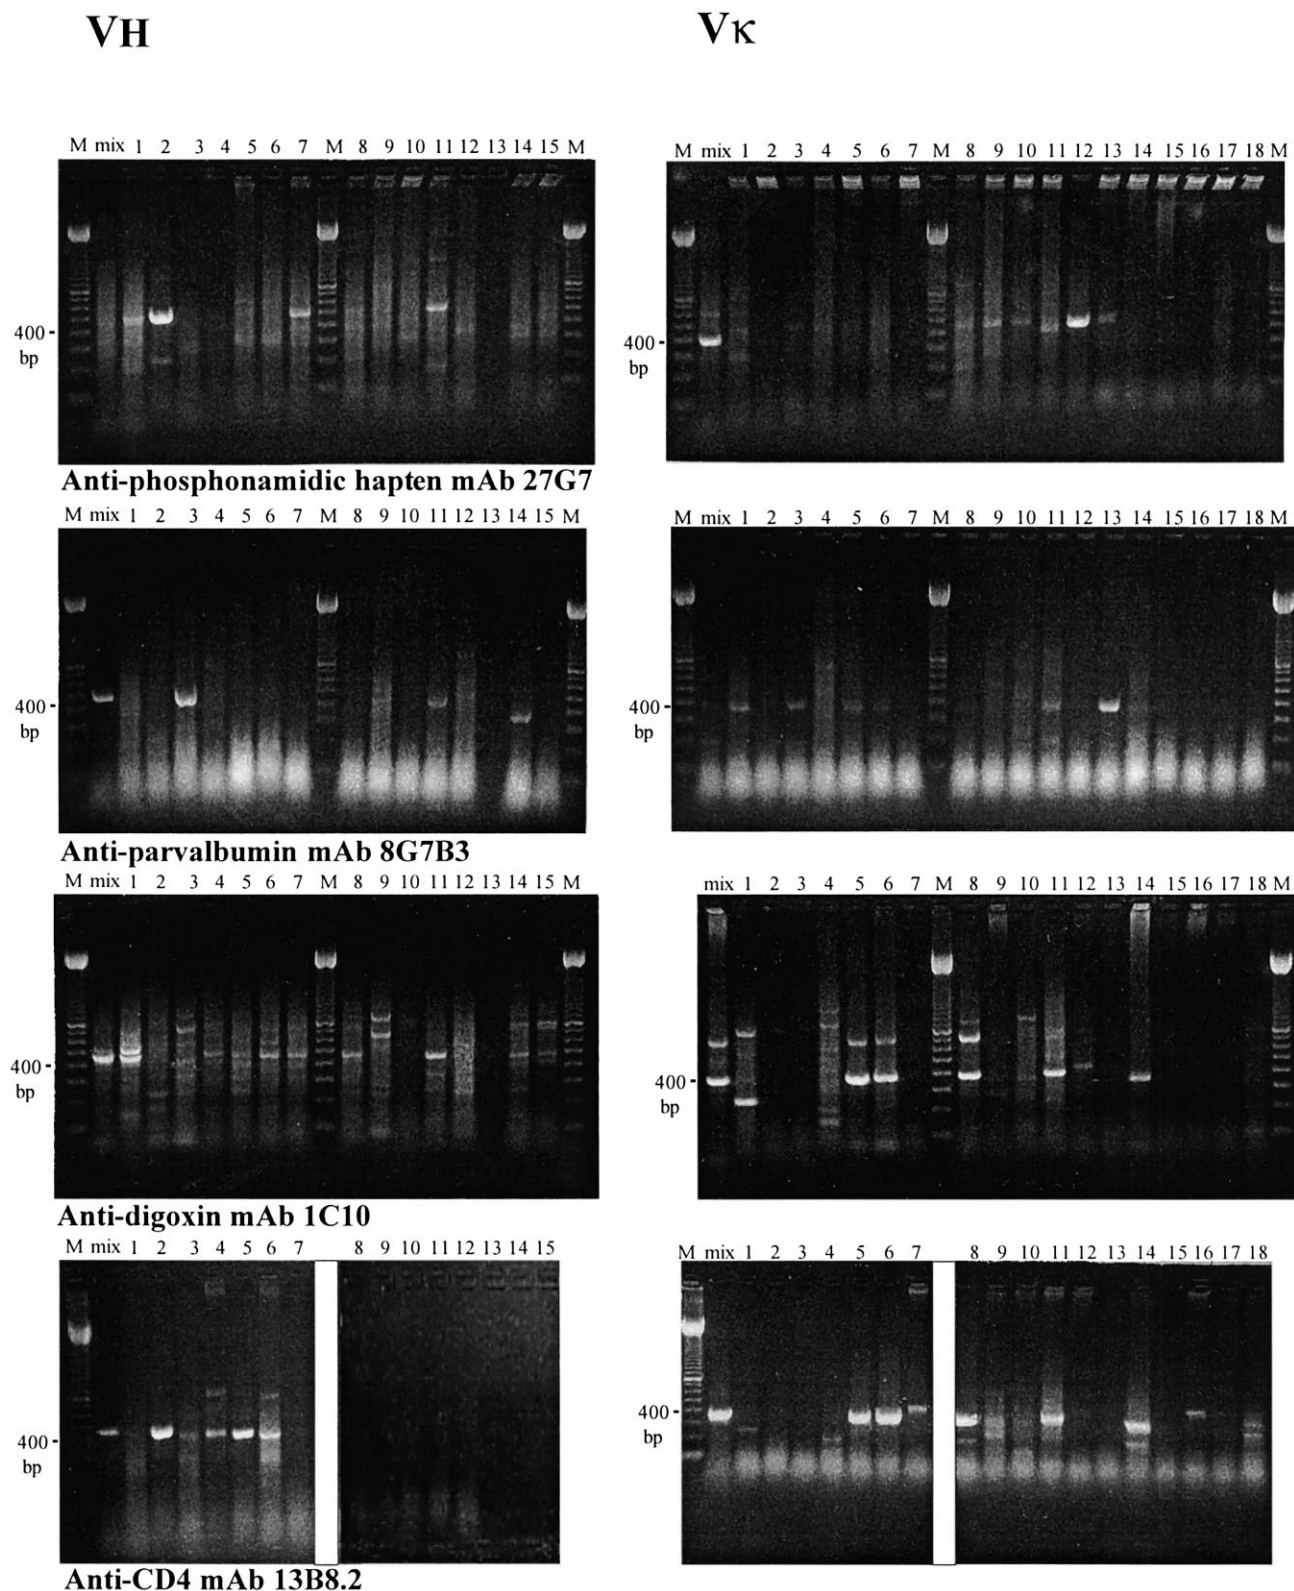 VH
Vκ
M mix 1 2 3 4 5 6 7 M 8 9 10 11 12 13 14 15 M
400
bp
M mix 1 2 3 4 5 6 7 M 8 9 10 11 12 13 14 15 16 17 18 M
400
bp
Anti-phosphonamidic hapten mAb 27G7
M mix 1 2 3 4 5 6 7 M 8 9 10 11 12 13 14 15 M
400
bp
M mix 1 2 3 4 5 6 7 M 8 9 10 11 12 13 14 15 16 17 18 M
400
bp
Anti-parvalbumin mAb 8G7B3
M mix 1 2 3 4 5 6 7 M 8 9 10 11 12 13 14 15 M
400
bp
mix 1 2 3 4 5 6 7 M 8 9 10 11 12 13 14 15 16 17 18 M
400
bp
Anti-digoxin mAb 1C10
M mix 1 2 3 4 5 6 7 8 9 10 11 12 13 14 15
400
bp
M mix 1 2 3 4 5 6 7 8 9 10 11 12 13 14 15 16 17 18
400
bp
Anti-CD4 mAb 13B8.2